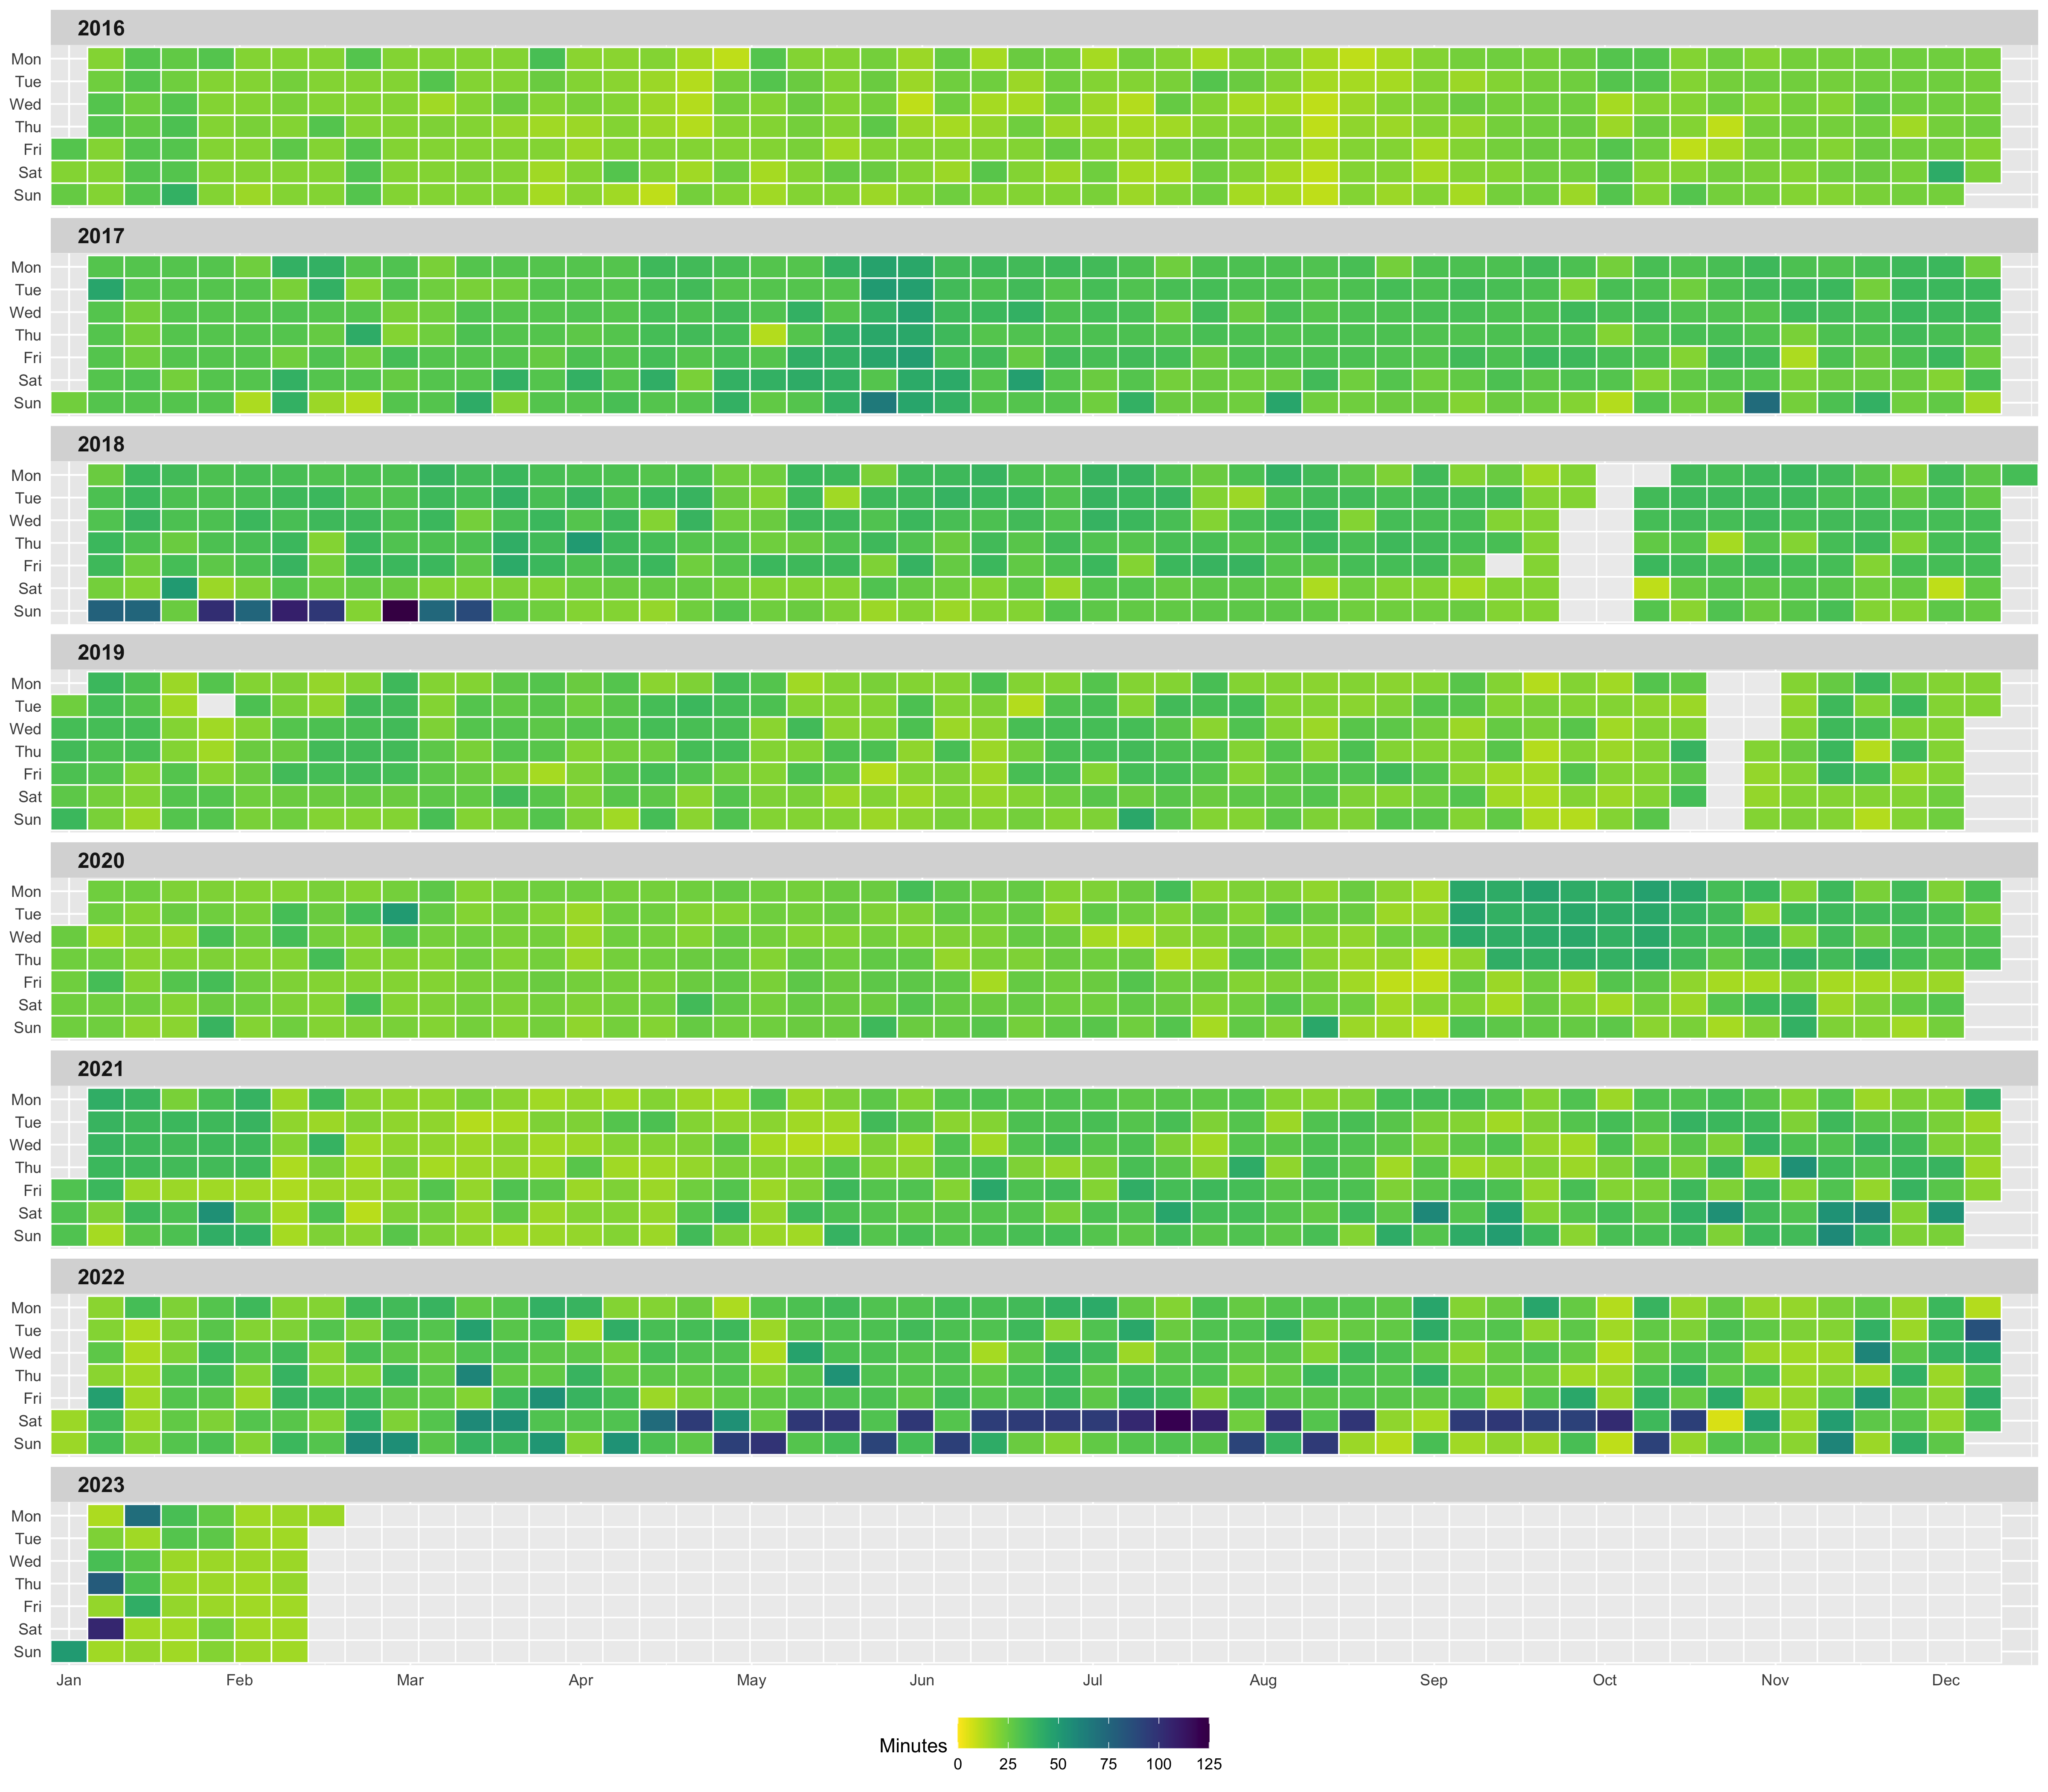 2016
Mon
Tue
Wed
Thu
Fri
Sat
Sun
2017
Mon
Tue
Wed
Thu
Fri
Sat
Sun
2018
Mon
Tue
Wed
Thu
Fri
Sat
Sun
2019
Mon
Tue
Wed
Thu
Fri
Sat
Sun
2020
Mon
Tue
Wed
Thu
Fri
Sat
Sun
2021
Mon
Tue
Wed
Thu
Fri
Sat
Sun
2022
Mon
Tue
Wed
Thu
Fri
Sat
Sun
2023
Mon
Tue
Wed
Thu
Fri
Sat
Sun
Jan Feb Mar Apr May Jun Jul Aug Sep Oct Nov Dec
Minutes
0 25 50 75 100 125